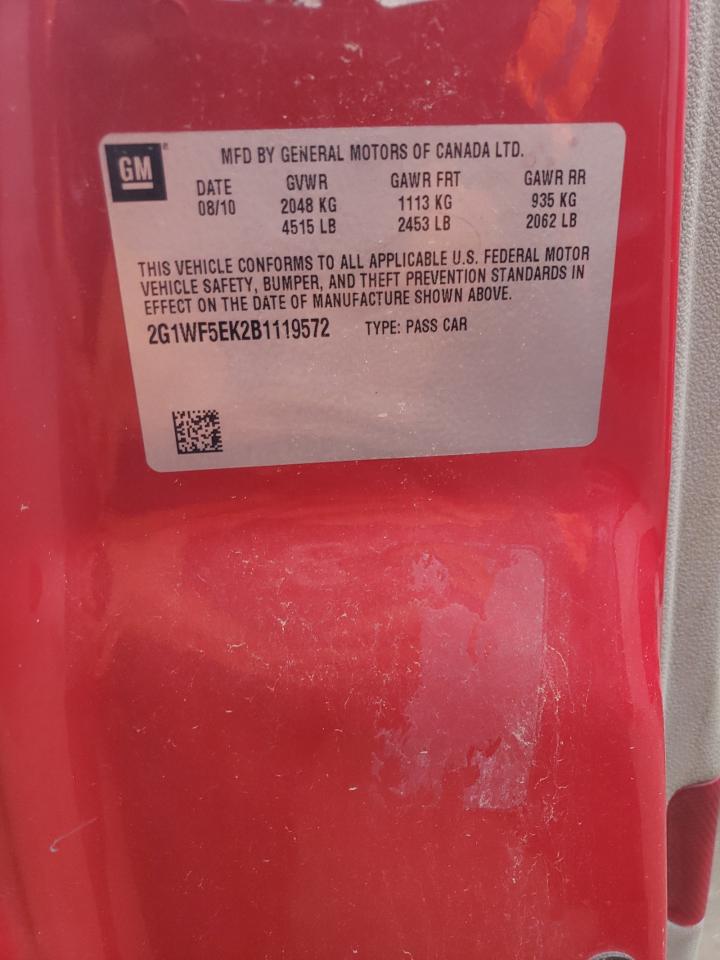 GM
MFD BY GENERAL MOTORS OF CANADA LTD.
DATE GVWR GAWR FRT GAWR RR
08/10 2048 KG 1113 KG 935 KG
4515 LB 2453 LB 2062 LB
THIS VEHICLE CONFORMS TO ALL APPLICABLE U.S. FEDERAL MOTOR
VEHICLE SAFETY, BUMPER, AND THEFT PREVENTION STANDARDS IN
EFFECT ON THE DATE OF MANUFACTURE SHOWN ABOVE.
2G1WF5EK2B1119572 TYPE: PASS CAR